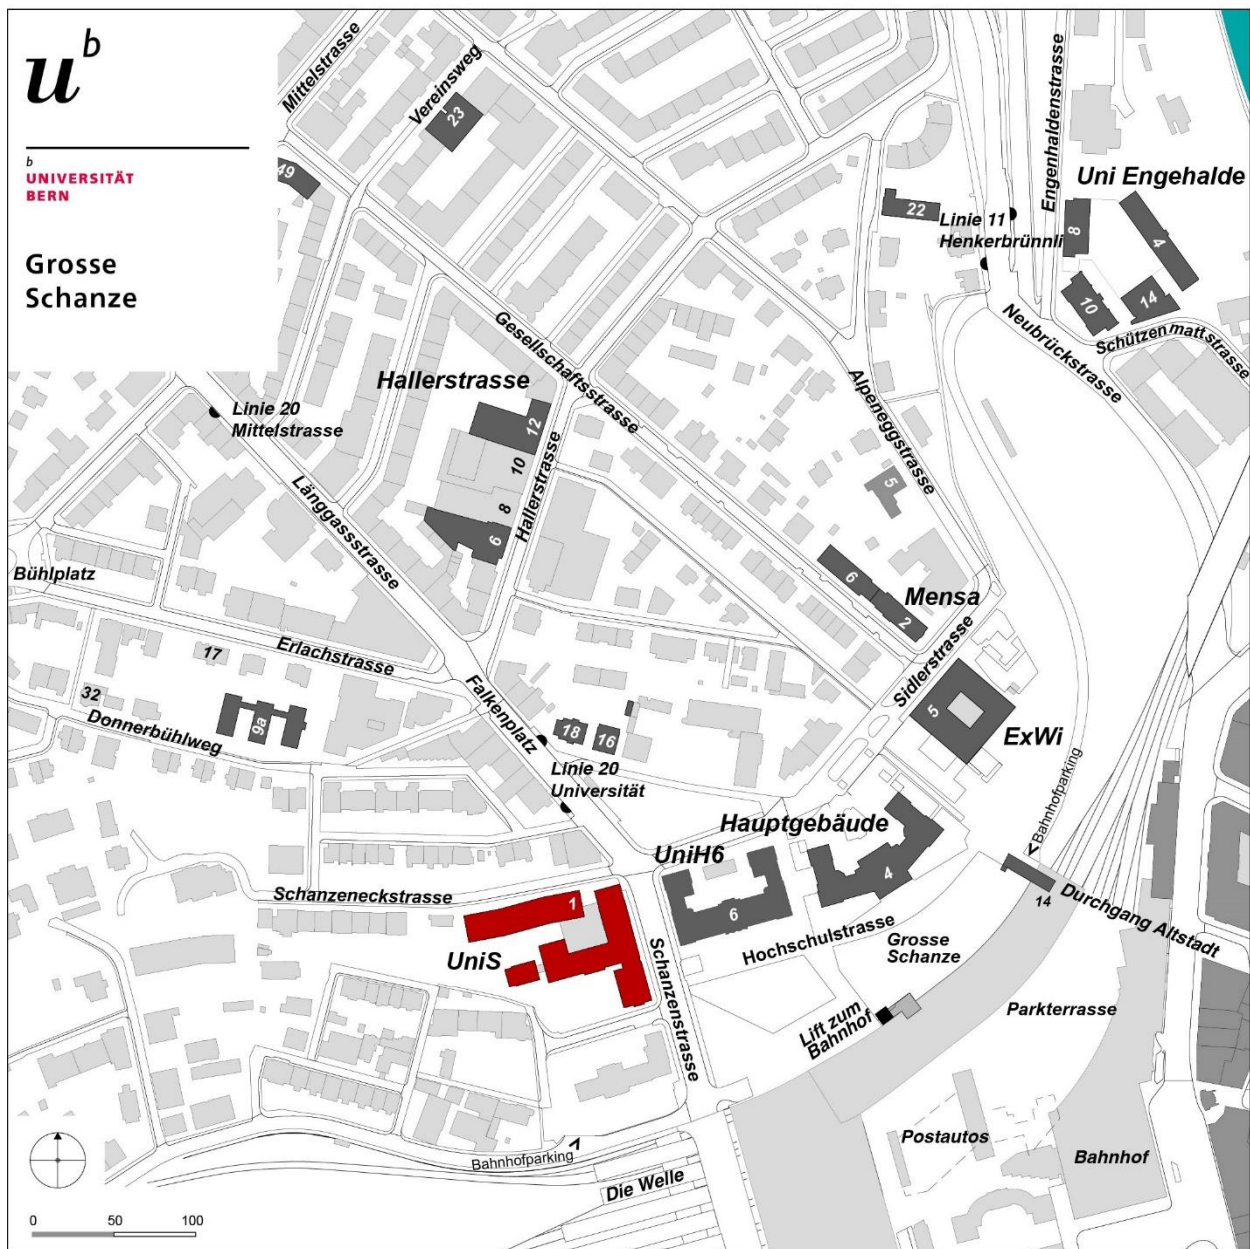 u^b
b
UNIVERSITÄT
BERN
Grosse
Schanze
Mittelstrasse
Vereinsweg
23
49
Engenhaldenstrasse
Uni Engehalde
22
Linie 11
Henkerbrünnli
8
4
10
14
Schützenmattstrasse
Neubrückstrasse
Gesellschaftsstrasse
Hallerstrasse
Alpeneggstrasse
Linie 20
Mittelstrasse
12
10
8
6
Hallerstrasse
5
Länggassstrasse
Bühlplatz
6
2
Mensa
Sidlerstrasse
Erlachstrasse
17
32
9a
Donnerbühlweg
Falkenplatz
18
16
5
ExWi
Linie 20
Universität
Bahnhofparking
Hauptgebäude
UniH6
4
14
Durchgang Altstadt
Schanzeneckstrasse
1
6
Hochschulstrasse
Grosse
Schanze
UniS
Schanzenstrasse
Lift zum
Bahnhof
Parkterrasse
Postautos
Bahnhof
Bahnhofparking
Die Welle
0 50 100